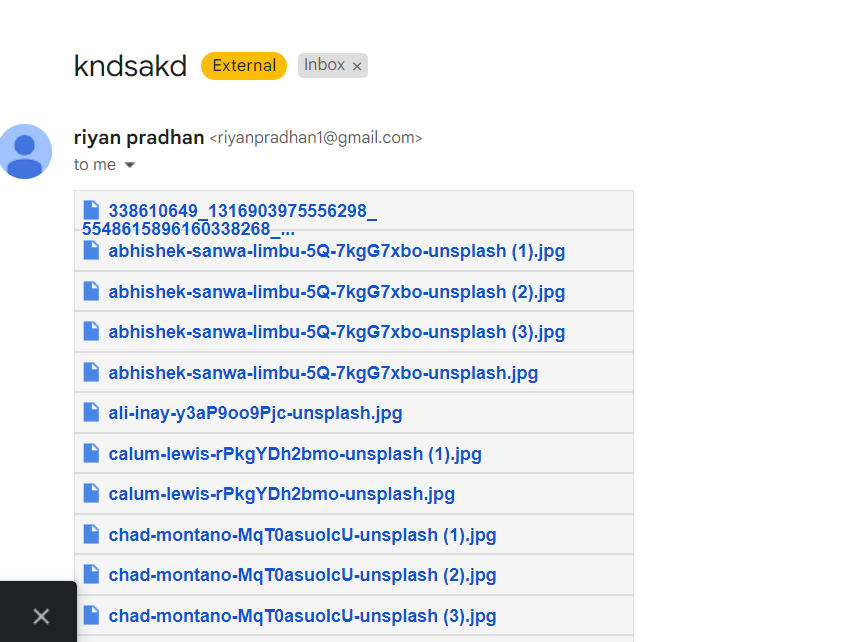 kndsakd External Inbox ×
riyan pradhan <riyanpradhan1@gmail.com>
to me
338610649_1316903975556298_
5548615896160338268_...
abhishek-sanwa-limbu-5Q-7kgG7xbo-unsplash (1).jpg
abhishek-sanwa-limbu-5Q-7kgG7xbo-unsplash (2).jpg
abhishek-sanwa-limbu-5Q-7kgG7xbo-unsplash (3).jpg
abhishek-sanwa-limbu-5Q-7kgG7xbo-unsplash.jpg
ali-inay-y3aP9oo9Pjc-unsplash.jpg
calum-lewis-rPkgYDh2bmo-unsplash (1).jpg
calum-lewis-rPkgYDh2bmo-unsplash.jpg
chad-montano-MqT0asuoIcU-unsplash (1).jpg
chad-montano-MqT0asuoIcU-unsplash (2).jpg
chad-montano-MqT0asuoIcU-unsplash (3).jpg